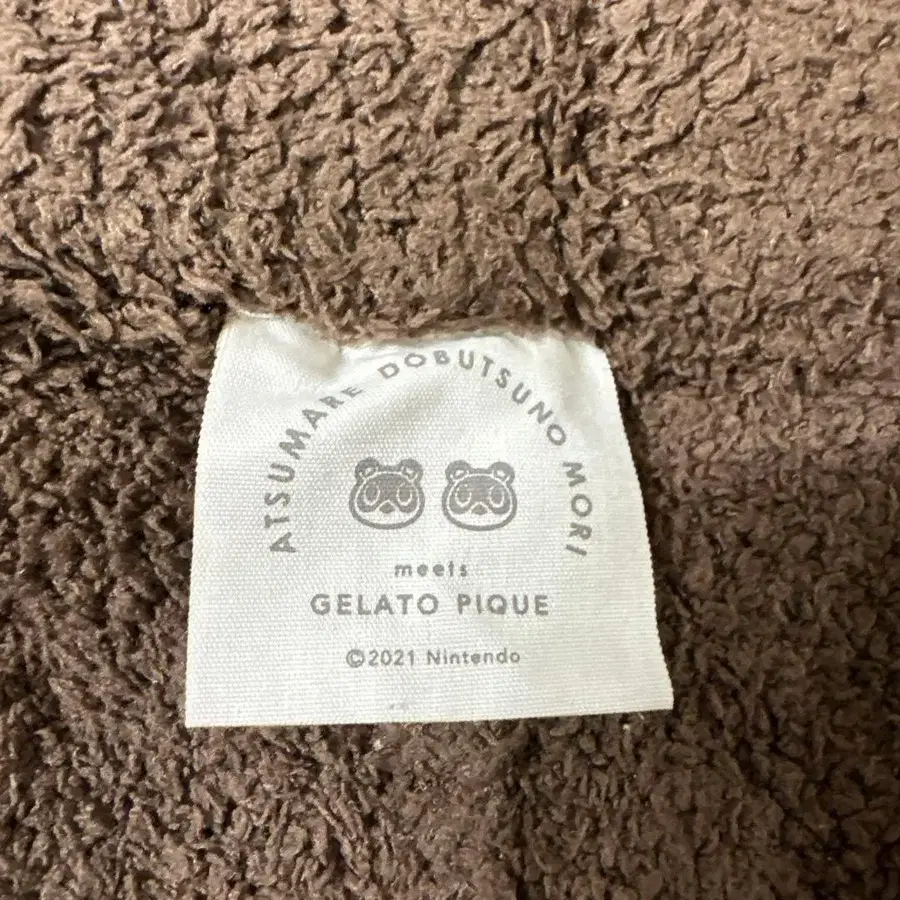 ATSUMARE DOBUTSUNO MORI
meets
GELATO PIQUE
©2021 Nintendo